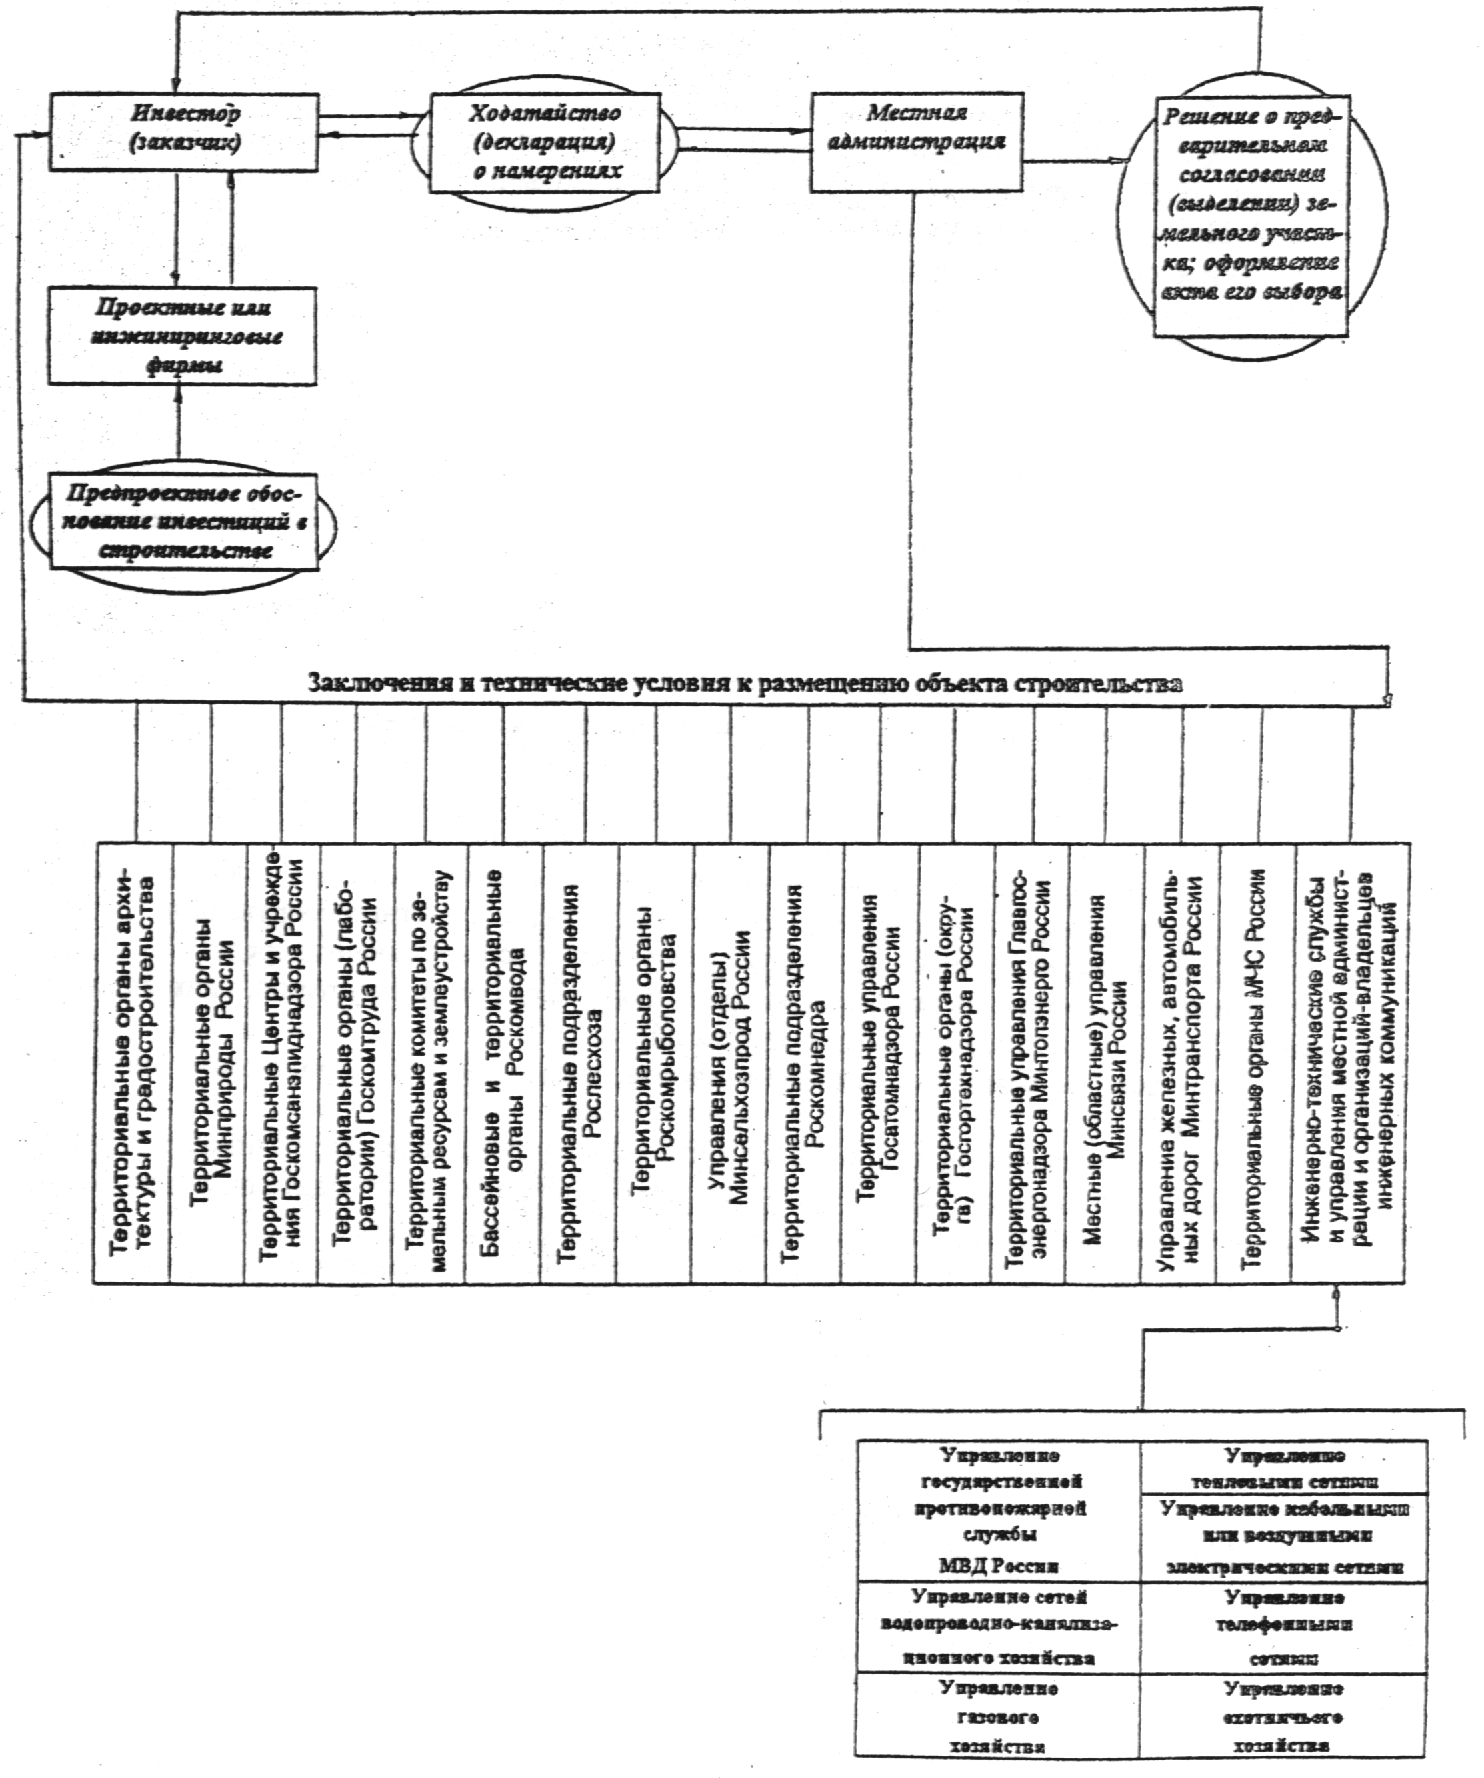 Инвестор
(заказчик)
Ходатайство
(декларация)
о намерениях
Местная
администрация
Решение о пред-
варительном
согласовании
(выделении) зе-
мельного участ-
ка; оформление
акта его выбора
Проектные или
инжиниринговые
фирмы
Предпроектное обос-
нование инвестиций в
строительстве
Заключения и технические условия к размещению объекта строительства
Территориальные органы архи-
тектуры и градостроительства
Территориальные органы
Минприроды России
Территориальные Центры и учрежде-
ния Госкомсанэпиднадзора России
Территориальные органы (лабо-
ратории) Госкомтруда России
Территориальные комитеты по зе-
мельным ресурсам и землеустройству
Бассейновые и территориальные
органы Роскомвода
Территориальные подразделения
Рослесхоза
Территориальные органы
Роскомрыболовства
Управления (отделы)
Минсельхозпрод России
Территориальные подразделения
Роскомнедра
Территориальные управления
Госатомнадзора России
Территориальные органы (окру-
га) Госгортехнадзора России
Территориальные управления Главгос-
энергонадзора Минтопэнерго России
Местные (областные) управления
Минсвязи России
Управление железных, автомобиль-
ных дорог Минтранспорта России
Территориальные органы МЧС России
Инженерно-технические службы
и управления местной админист-
рации и организаций-владельцев
инженерных коммуникаций
Управление
государственной
противопожарной
службы
МВД России
Управление
тепловыми сетями
Управление кабельными
или воздушными
электрическими сетями
Управление сетей
водопроводно-канализа-
ционного хозяйства
Управление
телефонными
сетями
Управление
газового
хозяйства
Управление
охотничьего
хозяйства